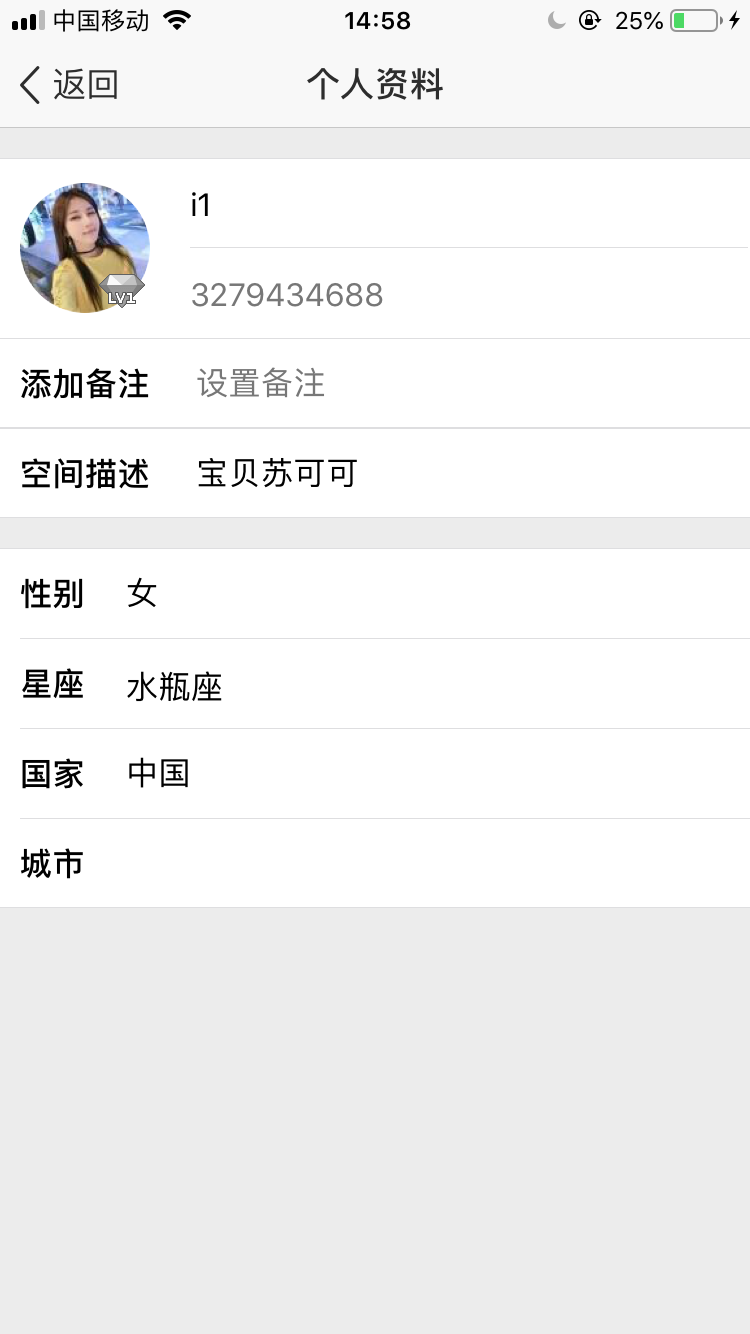 中国移动 14:58 25%
返回 个人资料
i1
LV1
3279434688
添加备注 设置备注
空间描述 宝贝苏可可
性别 女
星座 水瓶座
国家 中国
城市